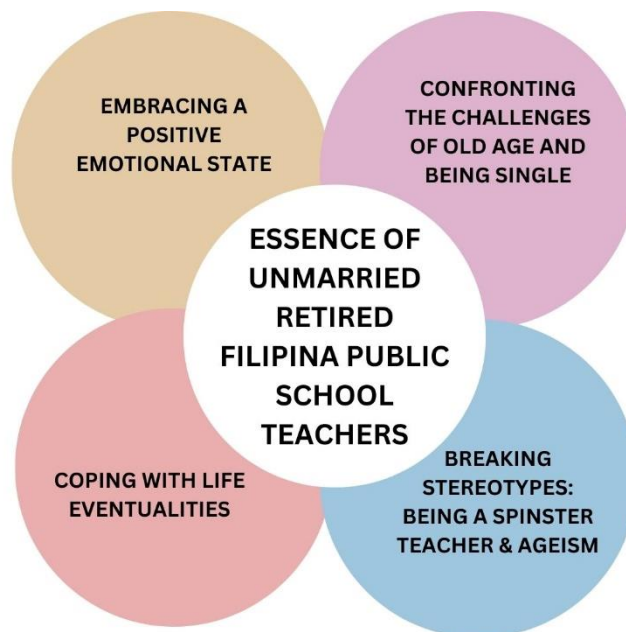 EMBRACING A
POSITIVE
EMOTIONAL STATE
CONFRONTING
THE CHALLENGES
OF OLD AGE AND
BEING SINGLE
ESSENCE OF
UNMARRIED
RETIRED
FILIPINA PUBLIC
SCHOOL
TEACHERS
COPING WITH LIFE
EVENTUALITIES
BREAKING
STEREOTYPES:
BEING A SPINSTER
TEACHER & AGEISM